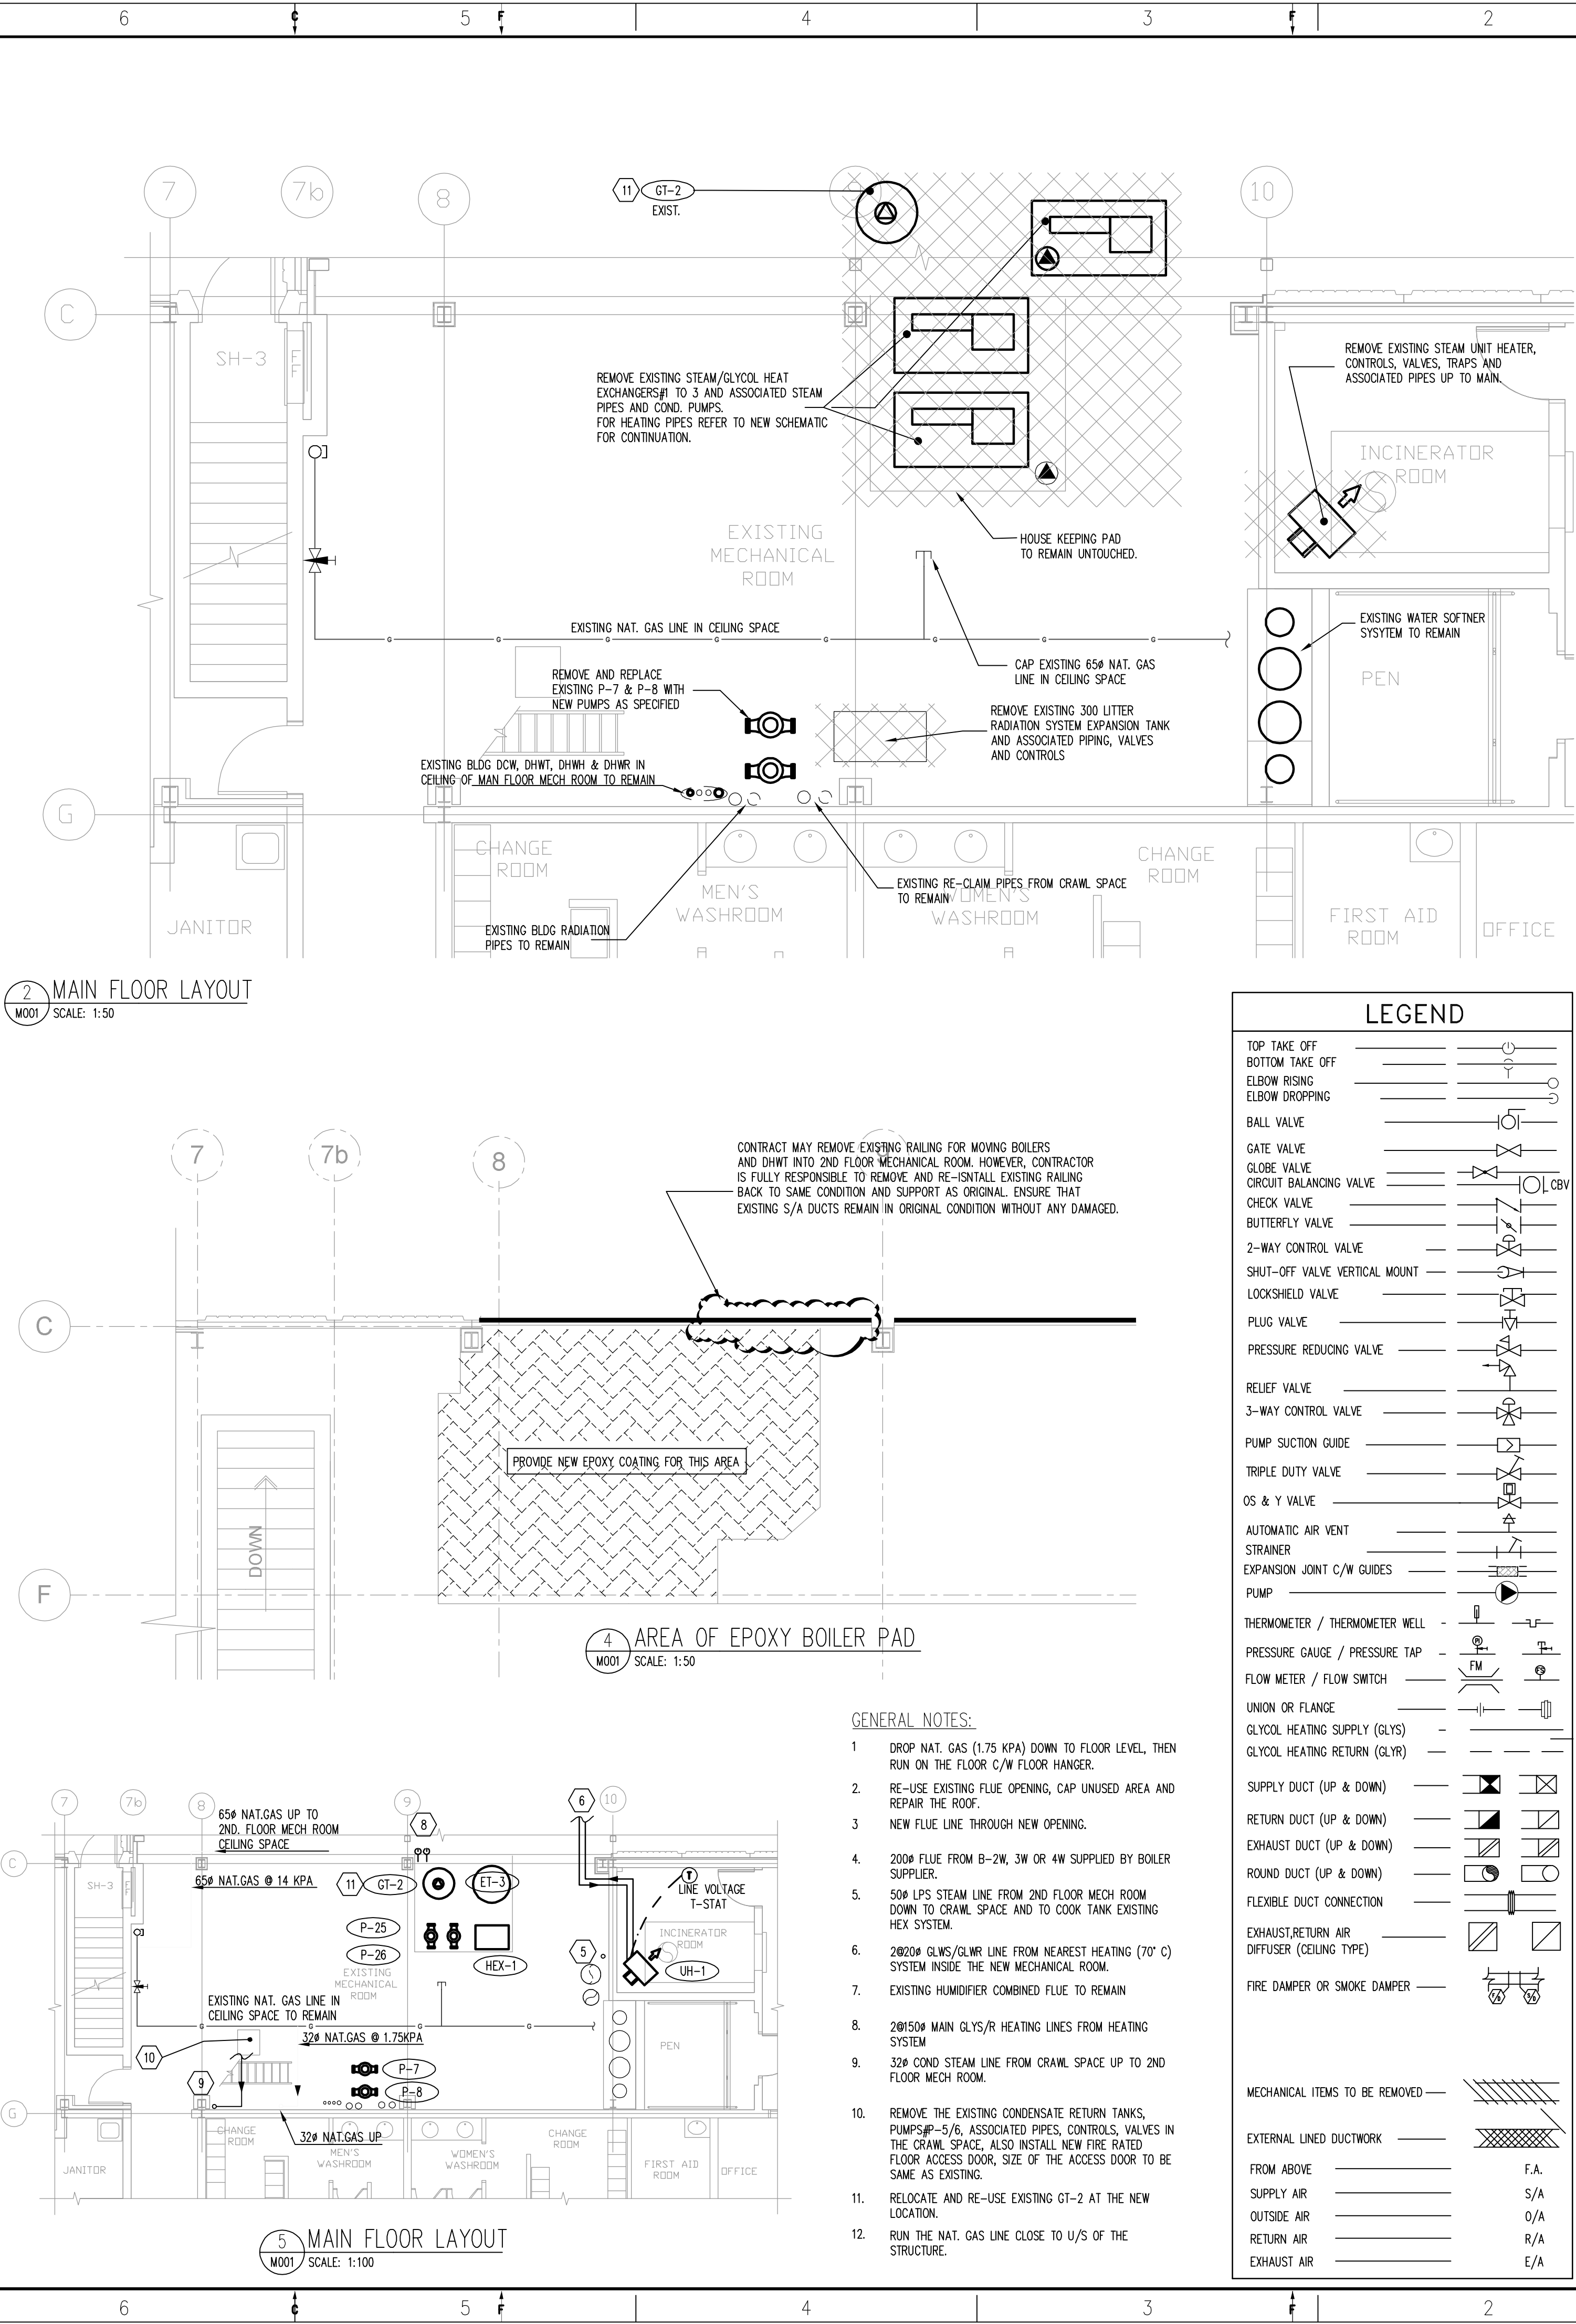 6
C
5
F
4
3
F
2
7
7b
8
9
10
11
GT-2
EXIST.
C
SH-3
F
F
REMOVE EXISTING STEAM/GLYCOL HEAT
EXCHANGERS#1 TO 3 AND ASSOCIATED STEAM
PIPES AND COND. PUMPS.
FOR HEATING PIPES REFER TO NEW SCHEMATIC
FOR CONTINUATION.
REMOVE EXISTING STEAM UNIT HEATER,
CONTROLS, VALVES, TRAPS AND
ASSOCIATED PIPES UP TO MAIN.
INCINERATOR
ROOM
EXISTING
MECHANICAL
ROOM
HOUSE KEEPING PAD
TO REMAIN UNTOUCHED.
EXISTING NAT. GAS LINE IN CEILING SPACE
G G G G G G G
EXISTING WATER SOFTNER
SYSYTEM TO REMAIN
CAP EXISTING 65ø NAT. GAS
LINE IN CEILING SPACE
PEN
REMOVE AND REPLACE
EXISTING P-7 & P-8 WITH
NEW PUMPS AS SPECIFIED
REMOVE EXISTING 300 LITTER
RADIATION SYSTEM EXPANSION TANK
AND ASSOCIATED PIPING, VALVES
AND CONTROLS
EXISTING BLDG DCW, DHWT, DHWH & DHWR IN
CEILING OF MAN FLOOR MECH ROOM TO REMAIN
G
CHANGE
ROOM
MEN'S
WASHROOM
EXISTING RE-CLAIM PIPES FROM CRAWL SPACE
TO REMAIN
WOMEN'S
WASHROOM
CHANGE
ROOM
JANITOR
EXISTING BLDG RADIATION
PIPES TO REMAIN
FIRST AID
ROOM
OFFICE
2
M001
MAIN FLOOR LAYOUT
SCALE: 1:50
7
7b
8
9
CONTRACT MAY REMOVE EXISTING RAILING FOR MOVING BOILERS
AND DHWT INTO 2ND FLOOR MECHANICAL ROOM. HOWEVER, CONTRACTOR
IS FULLY RESPONSIBLE TO REMOVE AND RE-ISNTALL EXISTING RAILING
BACK TO SAME CONDITION AND SUPPORT AS ORIGINAL. ENSURE THAT
EXISTING S/A DUCTS REMAIN IN ORIGINAL CONDITION WITHOUT ANY DAMAGED.
C
PROVIDE NEW EPOXY COATING FOR THIS AREA
DOWN
F
4
M001
AREA OF EPOXY BOILER PAD
SCALE: 1:50
7
7b
8
9
10
65ø NAT.GAS UP TO
2ND. FLOOR MECH ROOM
CEILING SPACE
8
6
C
SH-3
F
F
65ø NAT.GAS @ 14 KPA
11
GT-2
ET-3
T
LINE VOLTAGE
T-STAT
P-25
P-26
HEX-1
5
INCINERATOR
ROOM
UH-1
EXISTING
MECHANICAL
ROOM
EXISTING NAT. GAS LINE IN
CEILING SPACE TO REMAIN
G G G G
32ø NAT.GAS @ 1.75KPA
10
PEN
P-7
9
P-8
G
32ø NAT.GAS UP
CHANGE
ROOM
MEN'S
WASHROOM
WOMEN'S
WASHROOM
CHANGE
ROOM
JANITOR
FIRST AID
ROOM
OFFICE
5
M001
MAIN FLOOR LAYOUT
SCALE: 1:100
GENERAL NOTES:
1 DROP NAT. GAS (1.75 KPA) DOWN TO FLOOR LEVEL, THEN
RUN ON THE FLOOR C/W FLOOR HANGER.
2. RE-USE EXISTING FLUE OPENING, CAP UNUSED AREA AND
REPAIR THE ROOF.
3 NEW FLUE LINE THROUGH NEW OPENING.
4. 200ø FLUE FROM B-2W, 3W OR 4W SUPPLIED BY BOILER
SUPPLIER.
5. 50ø LPS STEAM LINE FROM 2ND FLOOR MECH ROOM
DOWN TO CRAWL SPACE AND TO COOK TANK EXISTING
HEX SYSTEM.
6. 2@20ø GLWS/GLWR LINE FROM NEAREST HEATING (70° C)
SYSTEM INSIDE THE NEW MECHANICAL ROOM.
7. EXISTING HUMIDIFIER COMBINED FLUE TO REMAIN
8. 2@150ø MAIN GLYS/R HEATING LINES FROM HEATING
SYSTEM
9. 32ø COND STEAM LINE FROM CRAWL SPACE UP TO 2ND
FLOOR MECH ROOM.
10. REMOVE THE EXISTING CONDENSATE RETURN TANKS,
PUMPS#P-5/6, ASSOCIATED PIPES, CONTROLS, VALVES IN
THE CRAWL SPACE, ALSO INSTALL NEW FIRE RATED
FLOOR ACCESS DOOR, SIZE OF THE ACCESS DOOR TO BE
SAME AS EXISTING.
11. RELOCATE AND RE-USE EXISTING GT-2 AT THE NEW
LOCATION.
12. RUN THE NAT. GAS LINE CLOSE TO U/S OF THE
STRUCTURE.
LEGEND
TOP TAKE OFF
BOTTOM TAKE OFF
ELBOW RISING
ELBOW DROPPING
BALL VALVE
GATE VALVE
GLOBE VALVE
CIRCUIT BALANCING VALVE CBV
CHECK VALVE
BUTTERFLY VALVE
2-WAY CONTROL VALVE
SHUT-OFF VALVE VERTICAL MOUNT
LOCKSHIELD VALVE
PLUG VALVE
PRESSURE REDUCING VALVE
RELIEF VALVE
3-WAY CONTROL VALVE
PUMP SUCTION GUIDE
TRIPLE DUTY VALVE
OS & Y VALVE
AUTOMATIC AIR VENT
STRAINER
EXPANSION JOINT C/W GUIDES
PUMP
THERMOMETER / THERMOMETER WELL
PRESSURE GAUGE / PRESSURE TAP PI
FLOW METER / FLOW SWITCH FM FS
UNION OR FLANGE
GLYCOL HEATING SUPPLY (GLYS)
GLYCOL HEATING RETURN (GLYR)
SUPPLY DUCT (UP & DOWN)
RETURN DUCT (UP & DOWN)
EXHAUST DUCT (UP & DOWN)
ROUND DUCT (UP & DOWN)
FLEXIBLE DUCT CONNECTION
EXHAUST,RETURN AIR
DIFFUSER (CEILING TYPE)
FIRE DAMPER OR SMOKE DAMPER
MECHANICAL ITEMS TO BE REMOVED
EXTERNAL LINED DUCTWORK
FROM ABOVE F.A.
SUPPLY AIR S/A
OUTSIDE AIR O/A
RETURN AIR R/A
EXHAUST AIR E/A
6
C
5
F
4
3
F
2